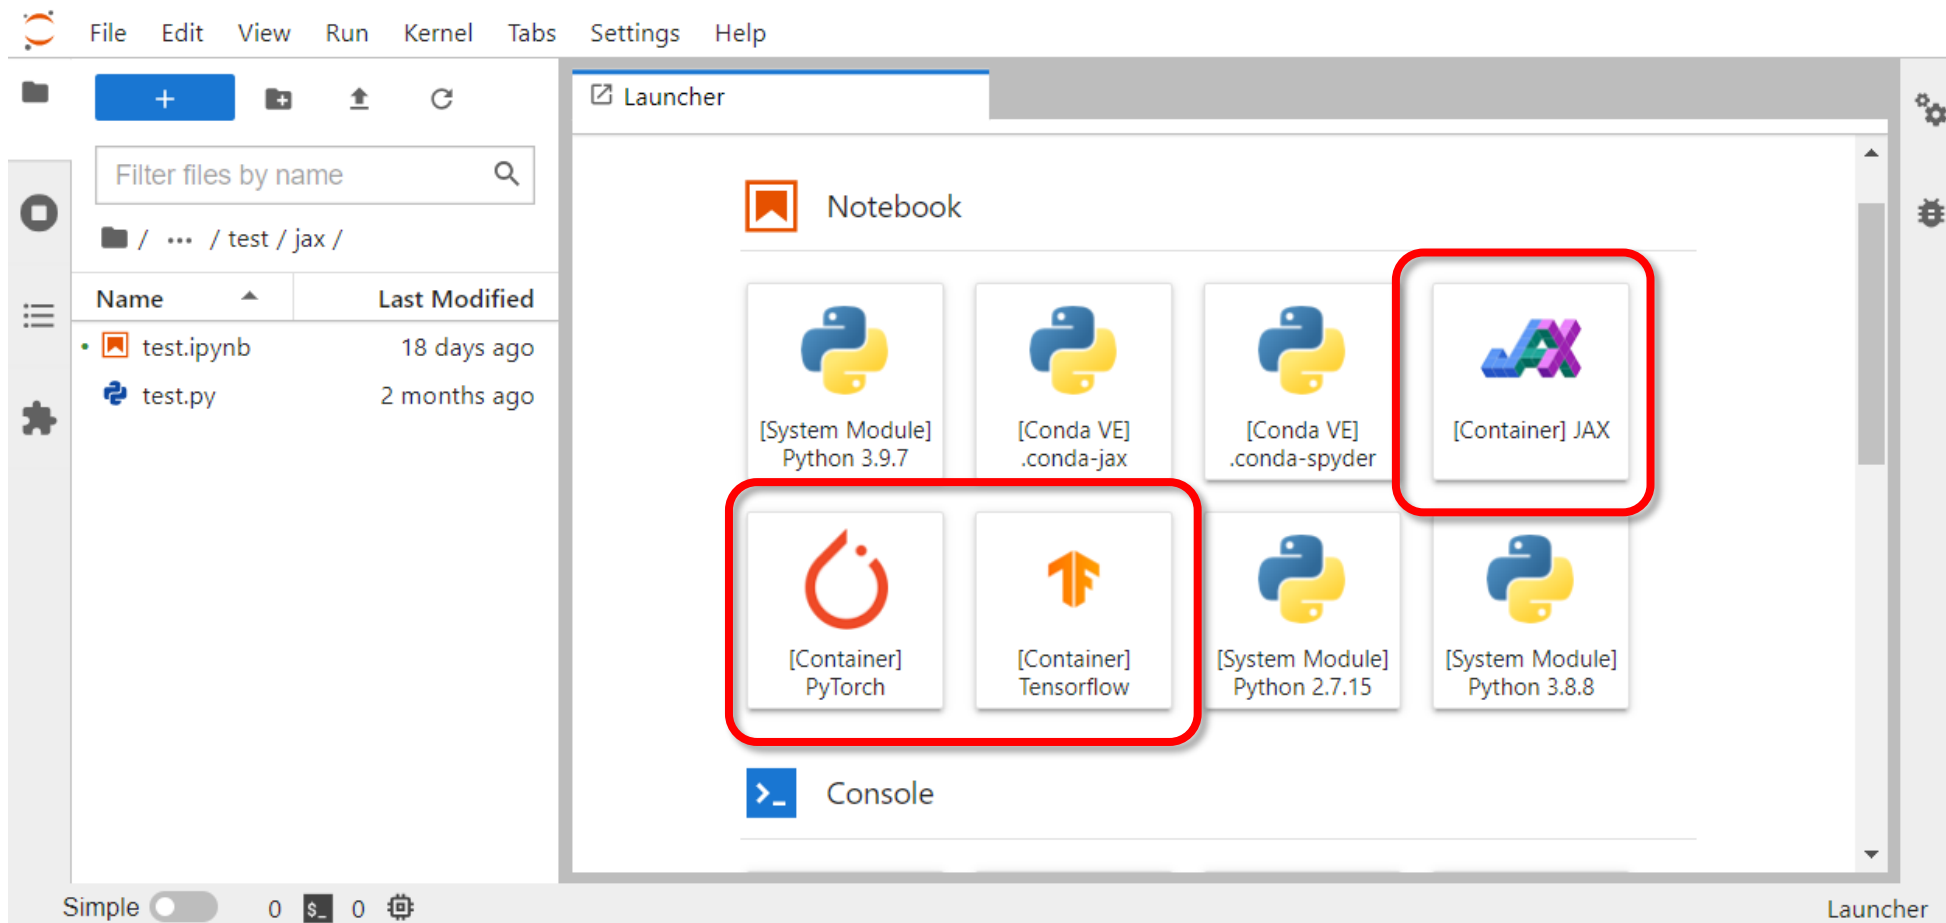 File Edit View Run Kernel Tabs Settings Help
+
Filter files by name
/ ··· / test / jax /
Name Last Modified
test.ipynb 18 days ago
test.py 2 months ago
Launcher
Notebook
[System Module]
Python 3.9.7
[Conda VE]
.conda-jax
[Conda VE]
.conda-spyder
JAX
[Container] JAX
[Container]
PyTorch
[Container]
Tensorflow
[System Module]
Python 2.7.15
[System Module]
Python 3.8.8
Console
Simple 0 $_ 0
Launcher